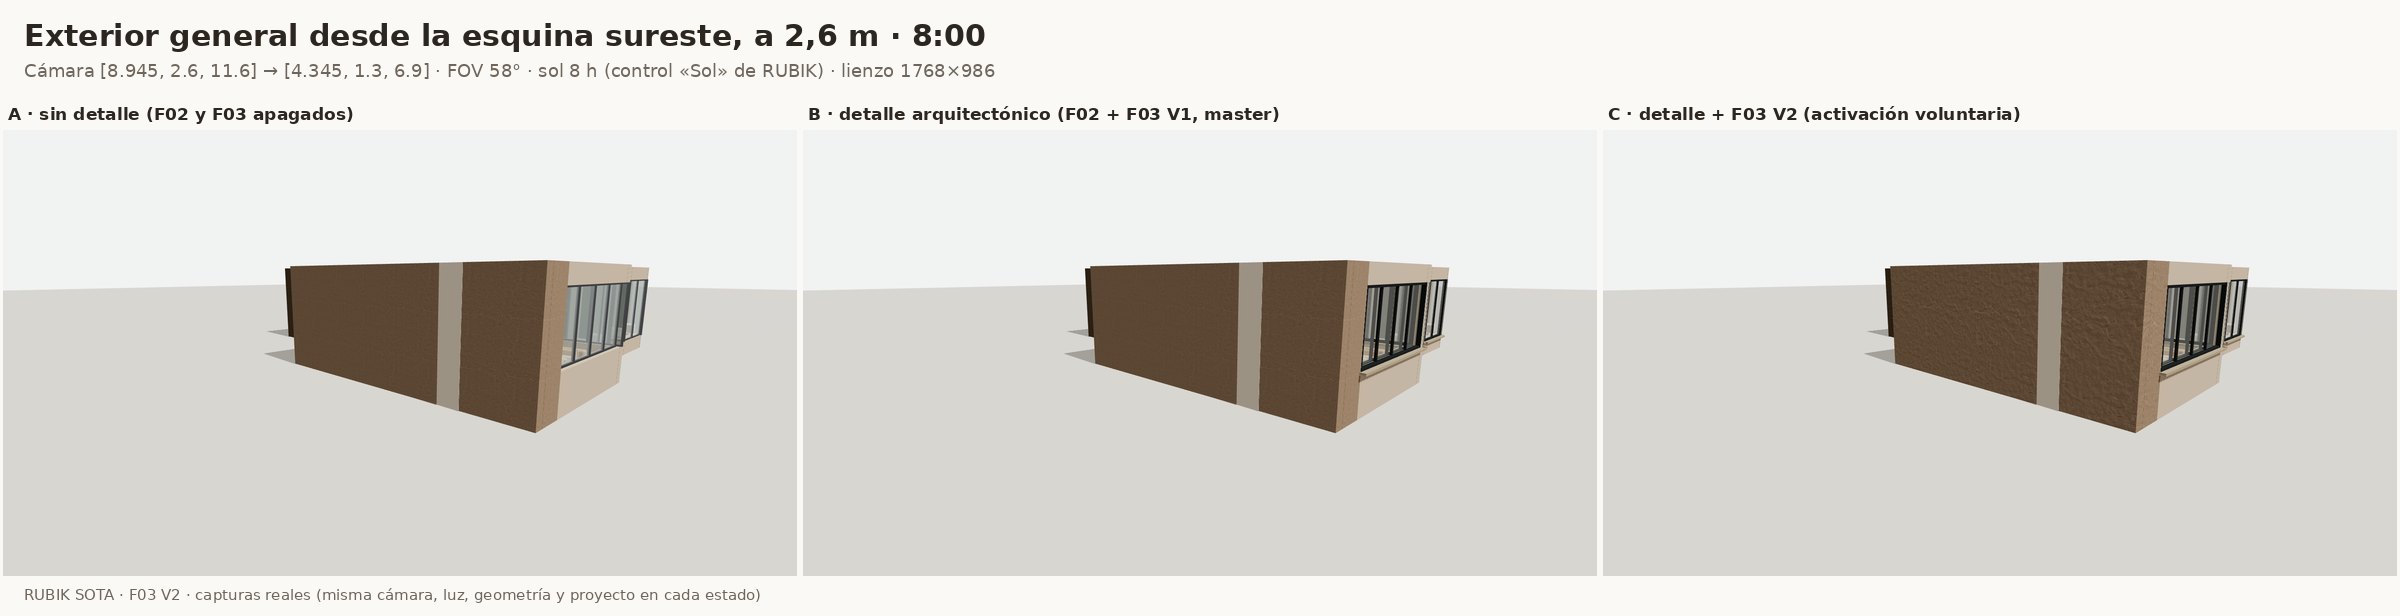 Exterior general desde la esquina sureste, a 2,6 m · 8:00
Cámara [8.945, 2.6, 11.6] → [4.345, 1.3, 6.9] · FOV 58° · sol 8 h (control «Sol» de RUBIK) · lienzo 1768×986
A · sin detalle (F02 y F03 apagados)
B · detalle arquitectónico (F02 + F03 V1, master)
C · detalle + F03 V2 (activación voluntaria)
RUBIK SOTA · F03 V2 · capturas reales (misma cámara, luz, geometría y proyecto en cada estado)